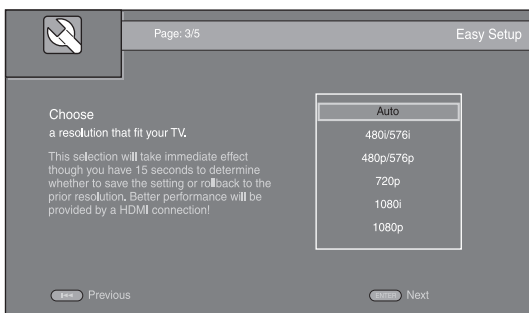 Page: 3/5
Easy Setup
Choose
a resolution that fit your TV.
This selection will take immediate effect
though you have 15 seconds to determine
whether to save the setting or rollback to the
prior resolution. Better performance will be
provided by a HDMI connection!
Auto
480i/576i
480p/576p
720p
1080i
1080p
Previous
ENTER Next